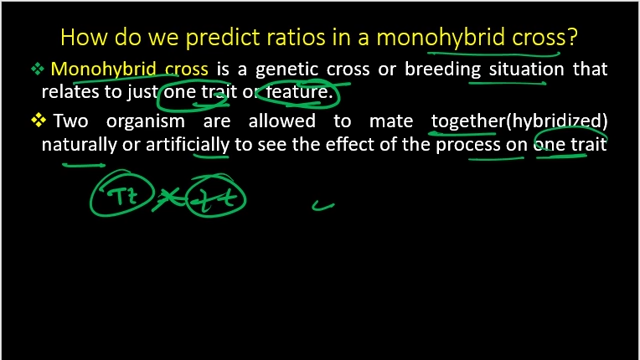 How do we predict ratios in a monohybrid cross?
Monohybrid cross is a genetic cross or breeding situation that
relates to just one trait or feature.
Two organism are allowed to mate together(hybridized)
naturally or artificially to see the effect of the process on one trait
Tt × tt